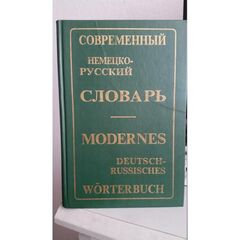 СОВРЕМЕННЫЙ
НЕМЕЦКО-
РУССКИЙ
СЛОВАРЬ
MODERNES
DEUTSCH-
RUSSISCHES
WÖRTERBUCH